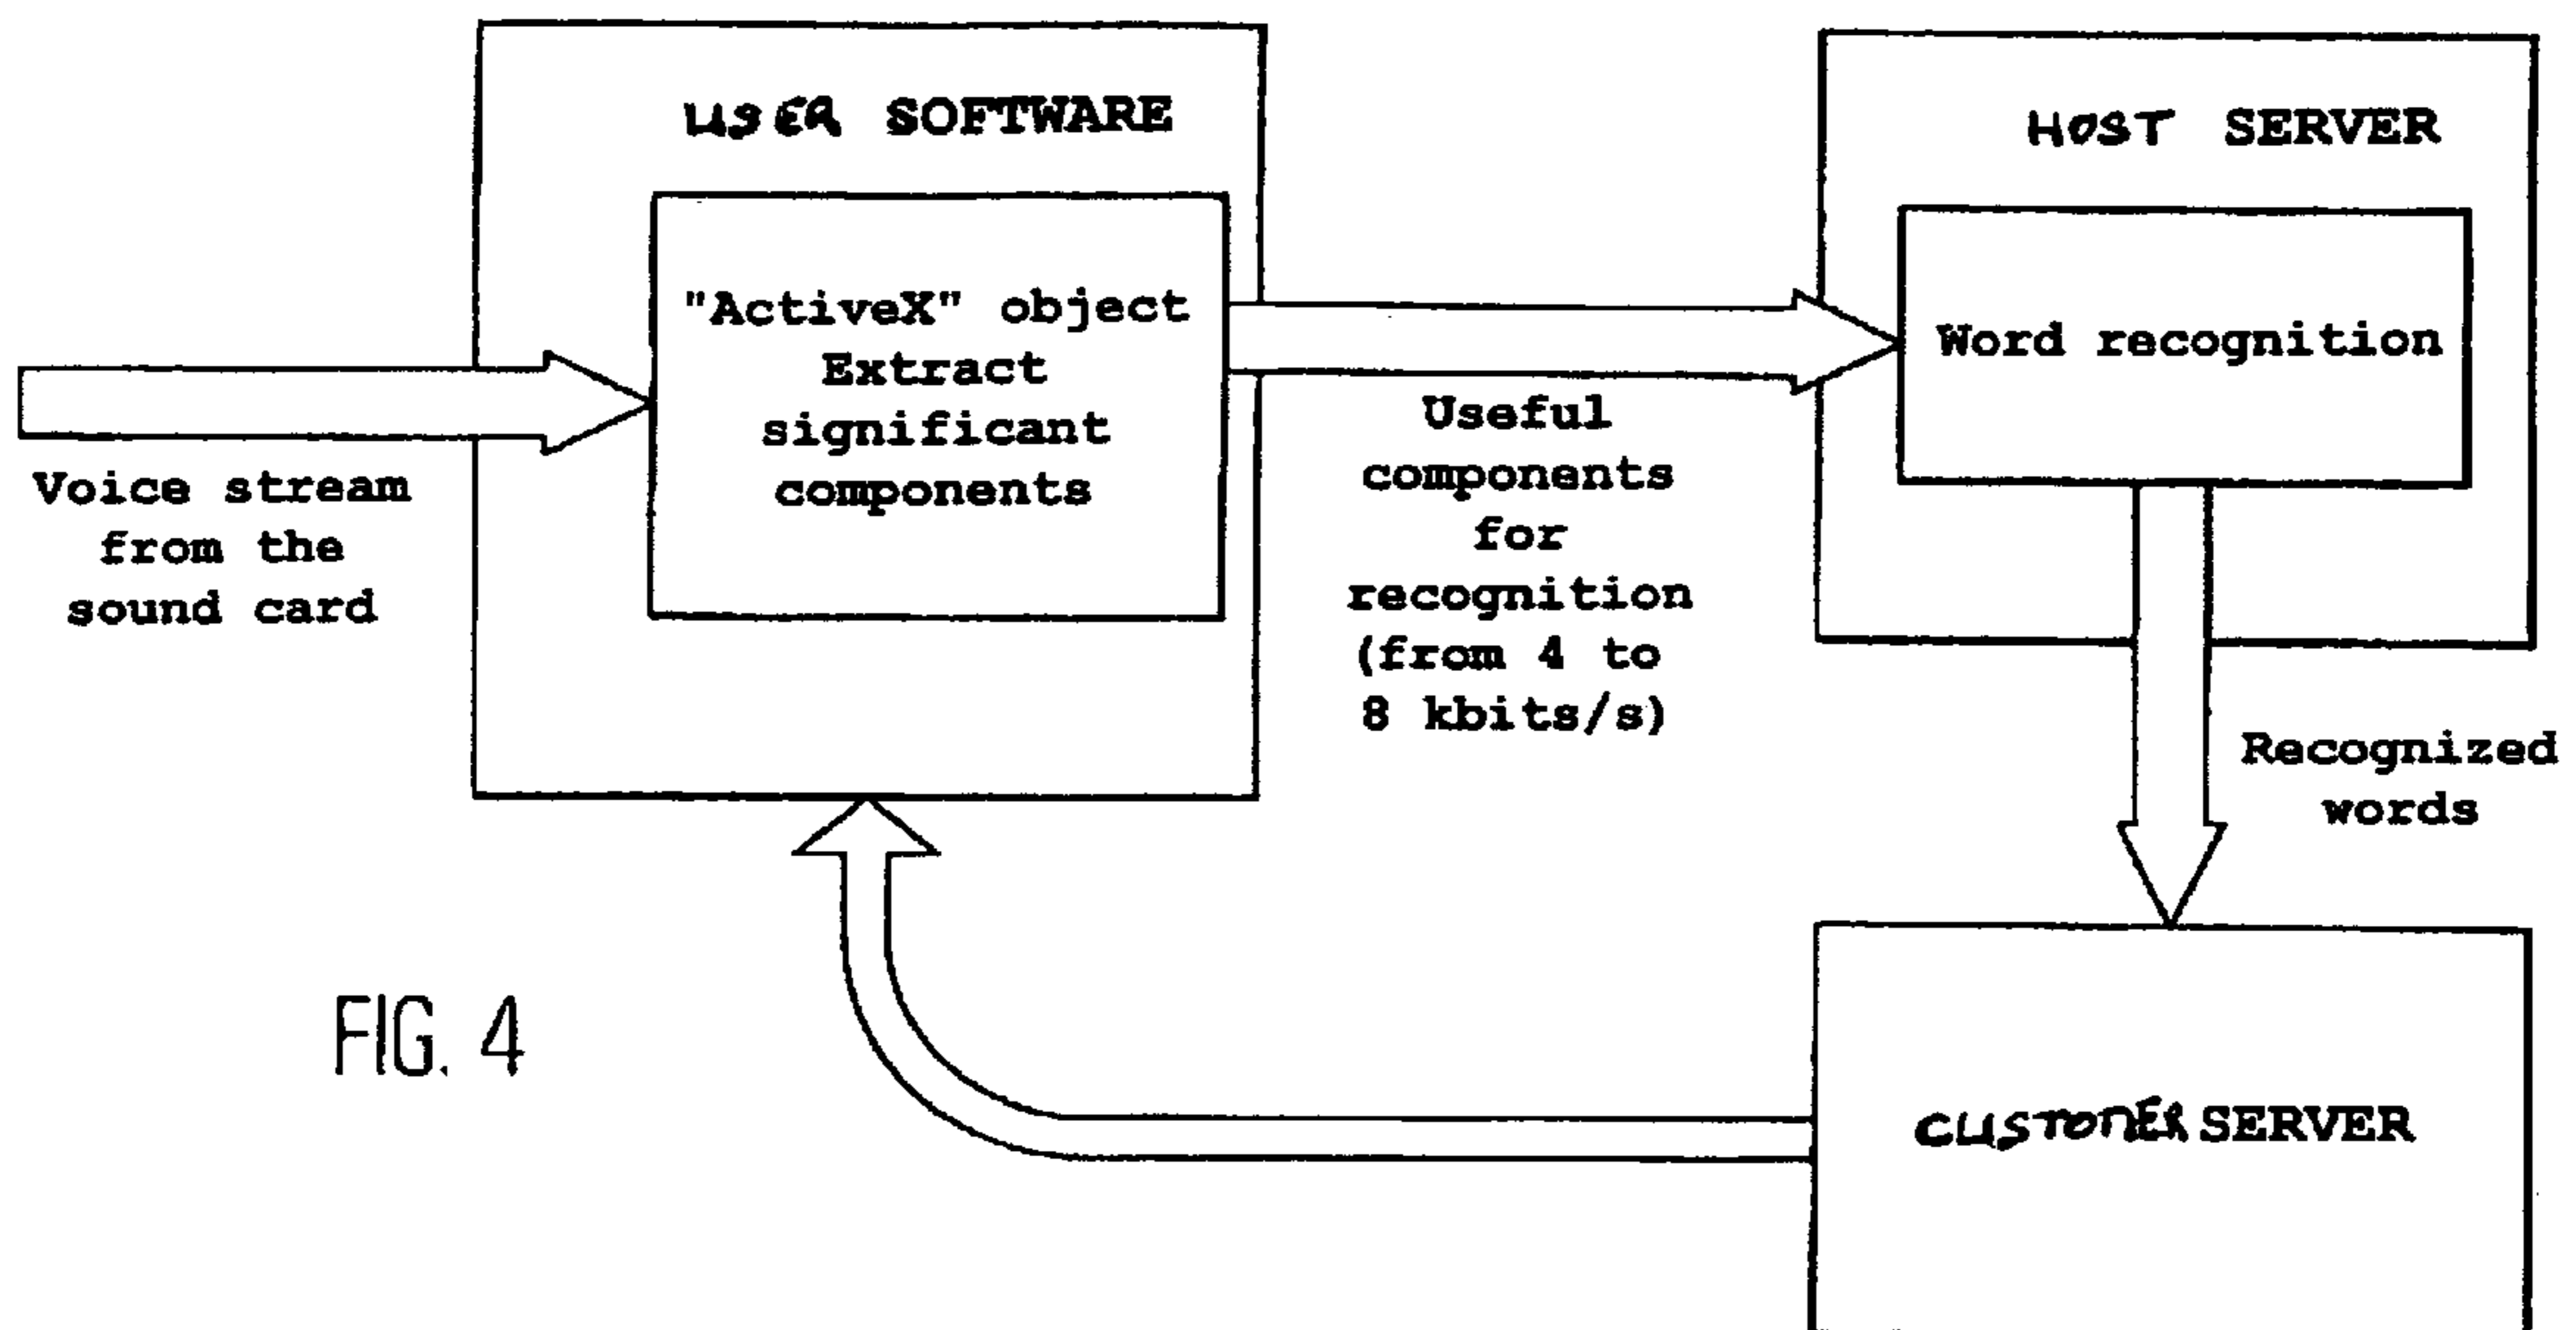 USER SOFTWARE
"ActiveX" object
Extract
significant
components
Voice stream
from the
sound card
Useful
components
for
recognition
(from 4 to
8 kbits/s)
HOST SERVER
Word recognition
Recognized
words
CUSTOMER SERVER
FIG. 4